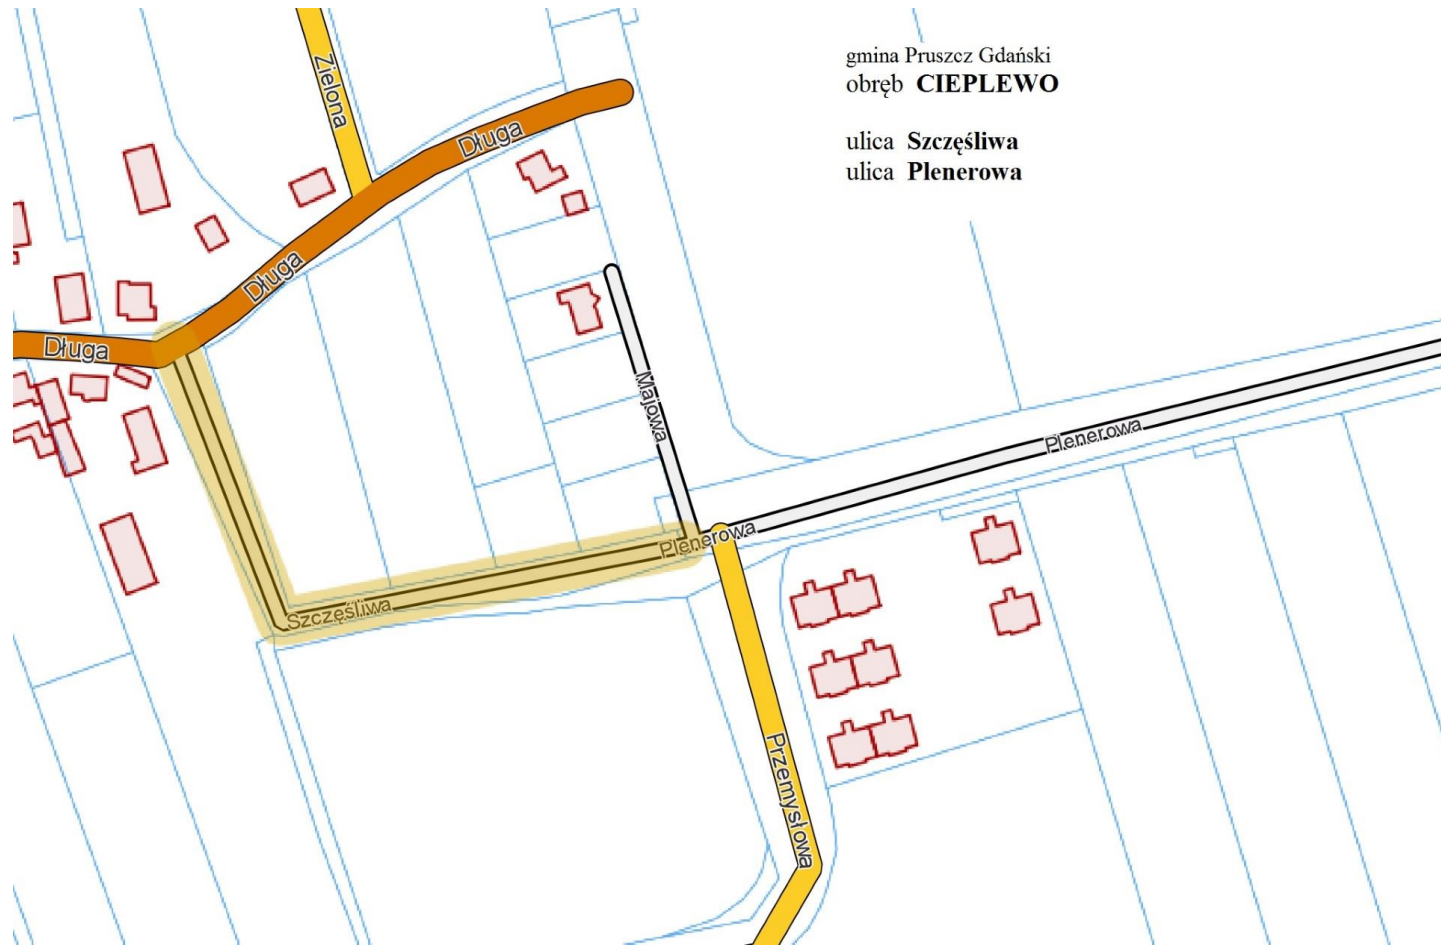 gmina Pruszcz Gdański
obręb CIEPLEWO
ulica Szczęśliwa
ulica Plenerowa
Zielona
Długa
Długa
Długa
Majowa
Plenerowa
Plenerowa
Szczęśliwa
Przemysłowa